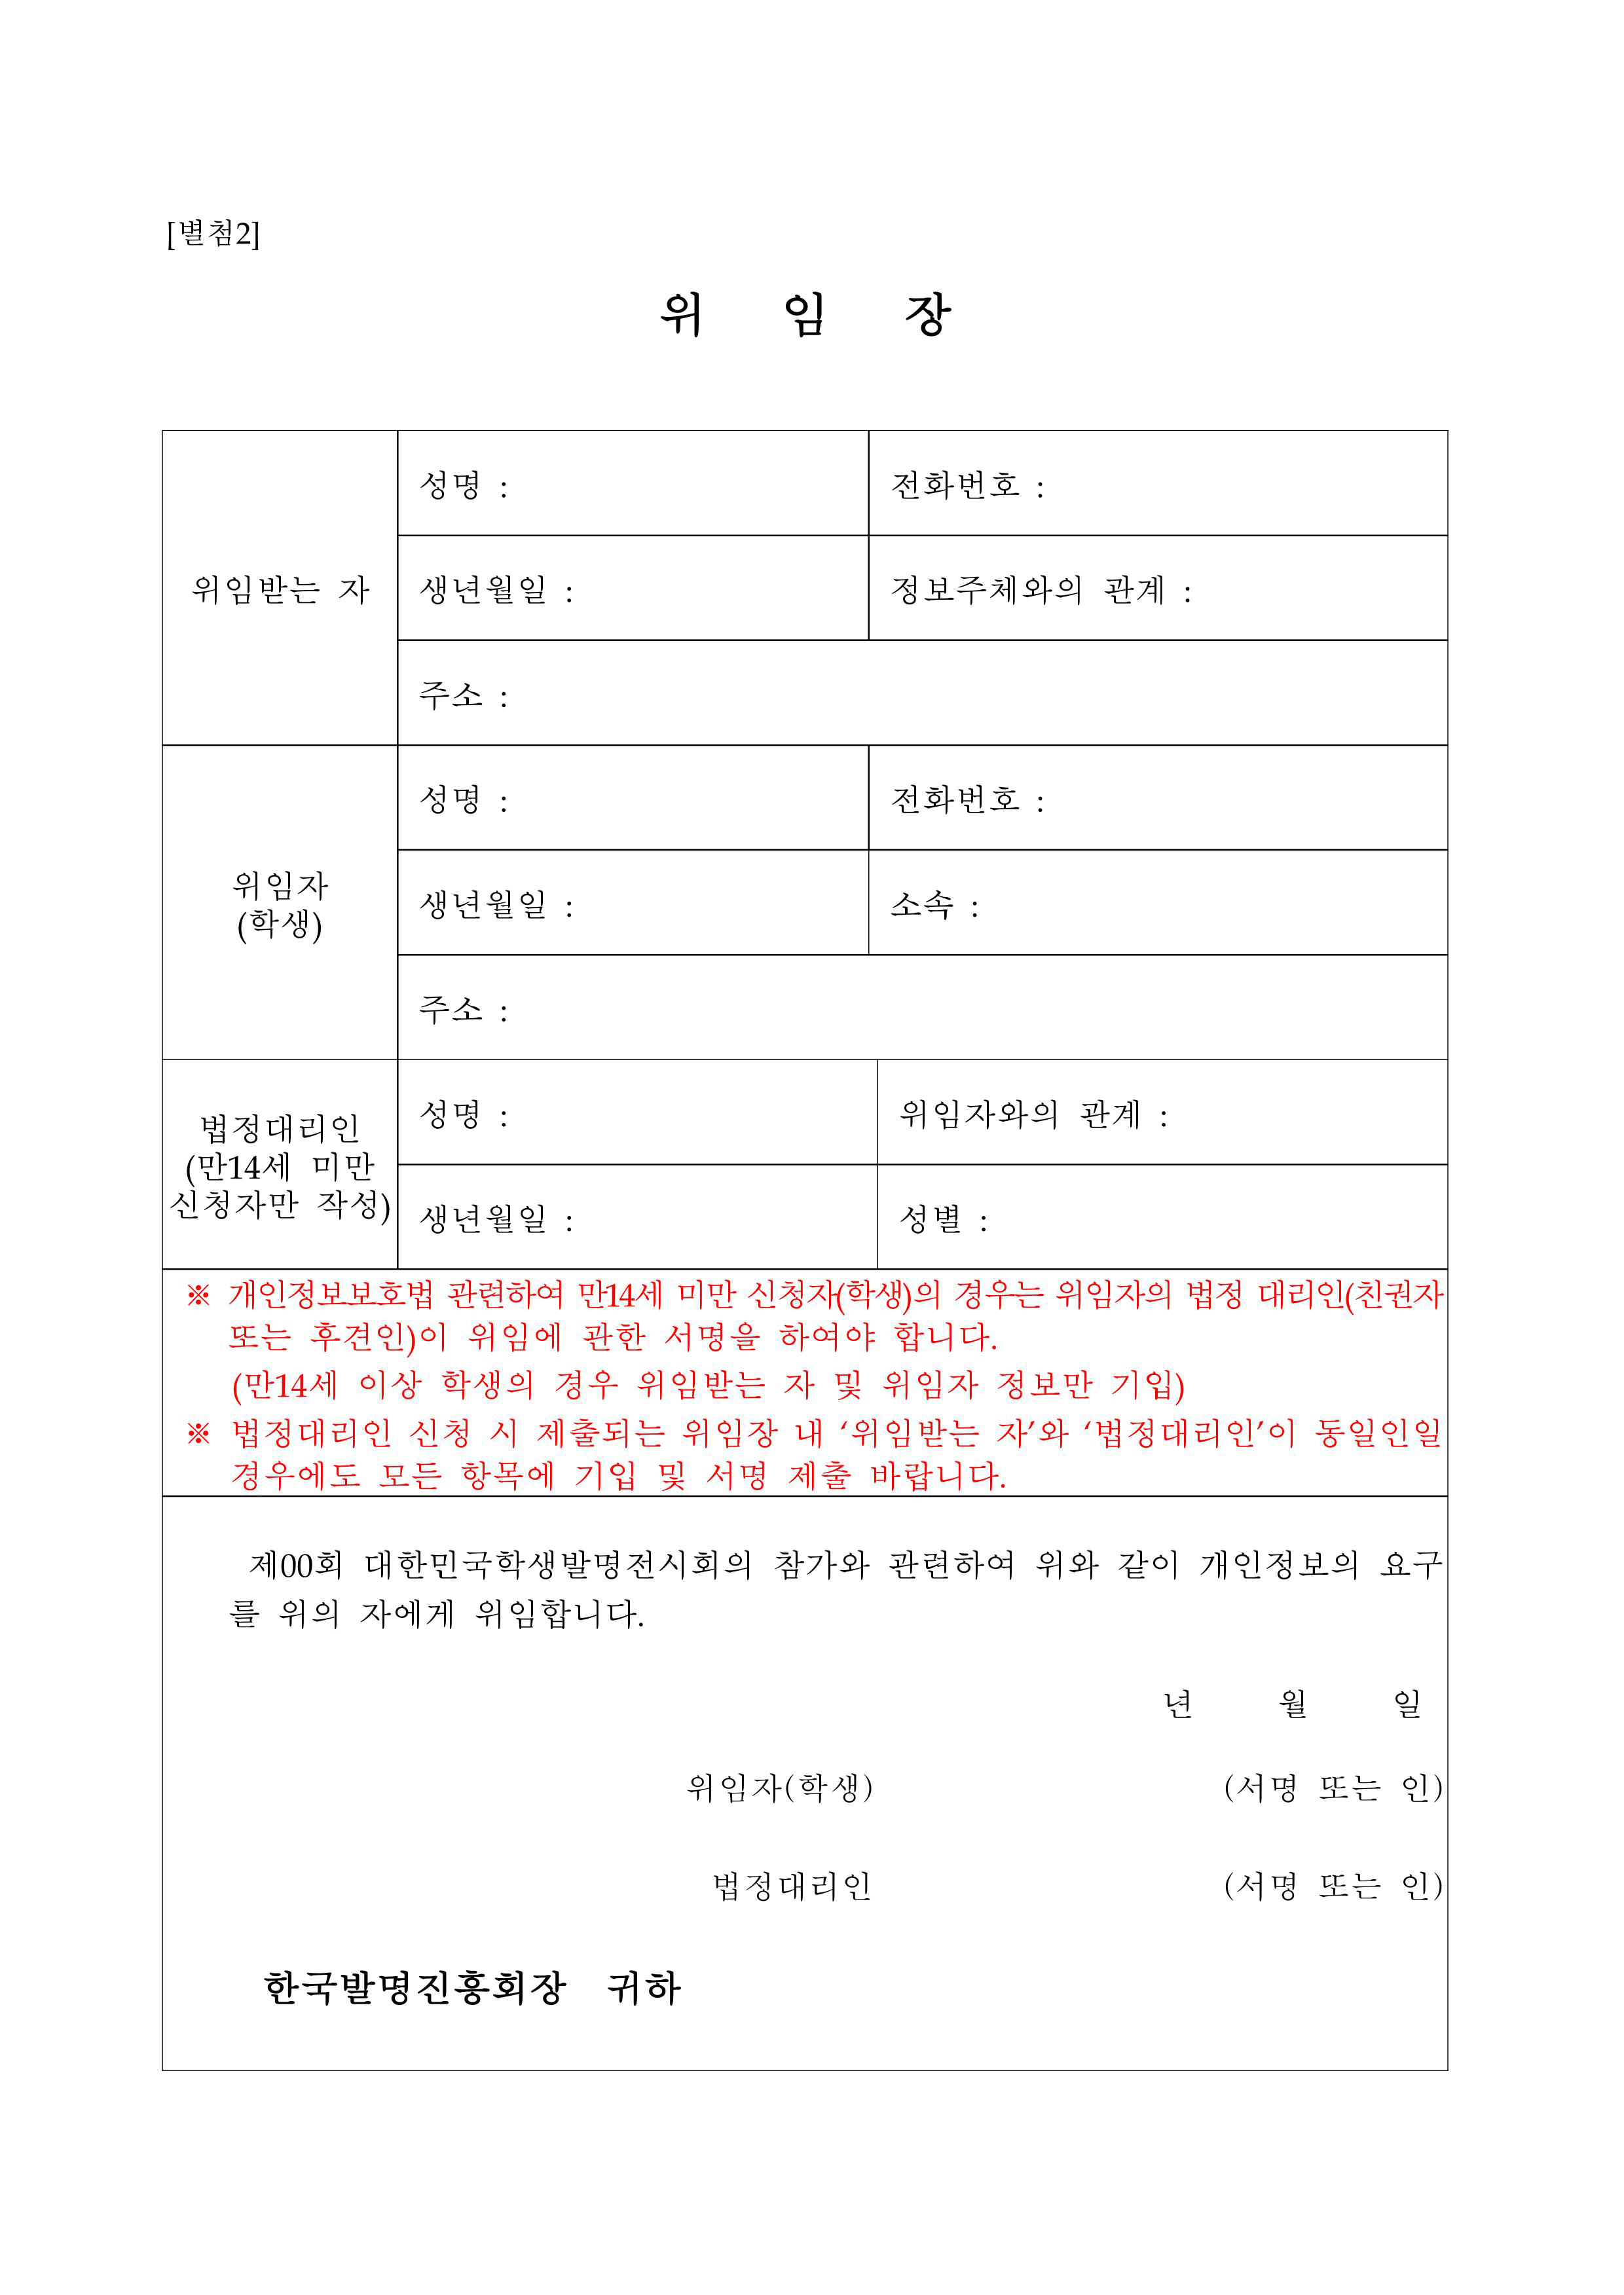 [별첨2]
위 임 장
위임받는 자
성명 :
전화번호 :
생년월일 :
정보주체와의 관계 :
주소 :
위임자
(학생)
성명 :
전화번호 :
생년월일 :
소속 :
주소 :
법정대리인
(만14세 미만
신청자만 작성)
성명 :
위임자와의 관계 :
생년월일 :
성별 :
※ 개인정보보호법 관련하여 만14세 미만 신청자(학생)의 경우는 위임자의 법정 대리인(친권자
또는 후견인)이 위임에 관한 서명을 하여야 합니다.
(만14세 이상 학생의 경우 위임받는 자 및 위임자 정보만 기입)
※ 법정대리인 신청 시 제출되는 위임장 내 ‘위임받는 자’와 ‘법정대리인’이 동일인일
경우에도 모든 항목에 기입 및 서명 제출 바랍니다.
제00회 대한민국학생발명전시회의 참가와 관련하여 위와 같이 개인정보의 요구
를 위의 자에게 위임합니다.
년 월 일
위임자(학생) (서명 또는 인)
법정대리인 (서명 또는 인)
한국발명진흥회장 귀하